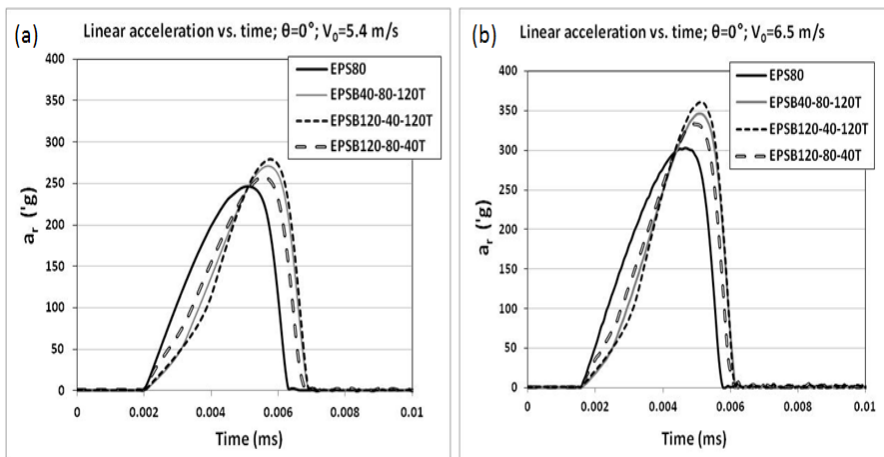 (a)
Linear acceleration vs. time; θ=0°; V₀=5.4 m/s
400
350
300
250
200
150
100
50
0
aᵣ ('g)
EPS80
EPSB40-80-120T
EPSB120-40-120T
EPSB120-80-40T
0 0.002 0.004 0.006 0.008 0.01
Time (ms)
(b)
Linear acceleration vs. time; θ=0°; V₀=6.5 m/s
400
350
300
250
200
150
100
50
0
aᵣ ('g)
EPS80
EPSB40-80-120T
EPSB120-40-120T
EPSB120-80-40T
0 0.002 0.004 0.006 0.008 0.01
Time (ms)